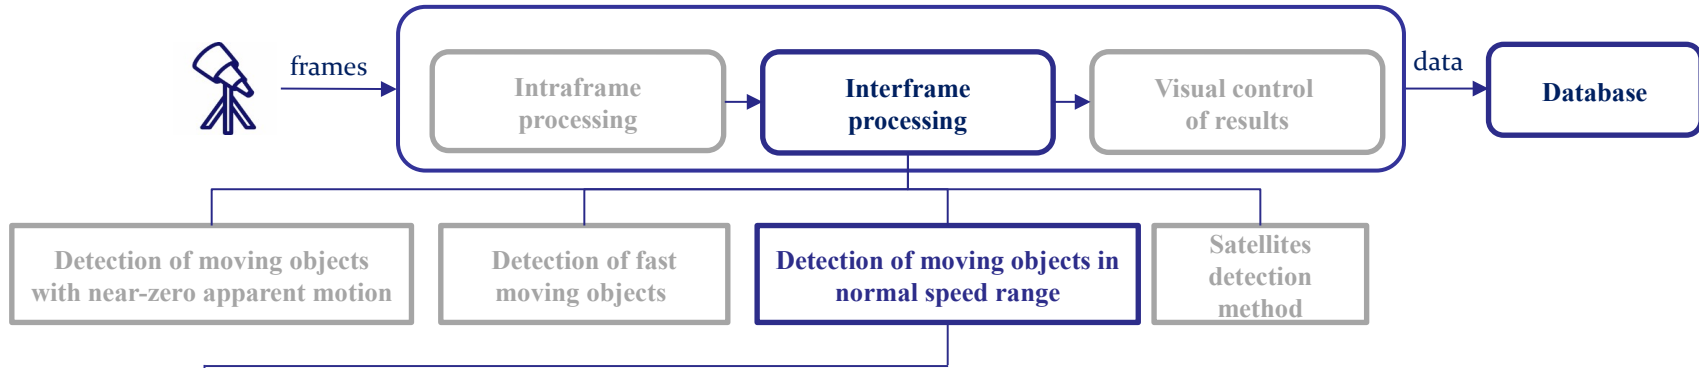 frames
Intraframe
processing
Interframe
processing
Visual control
of results
data
Database
Detection of moving objects
with near-zero apparent motion
Detection of fast
moving objects
Detection of moving objects in
normal speed range
Satellites
detection
method